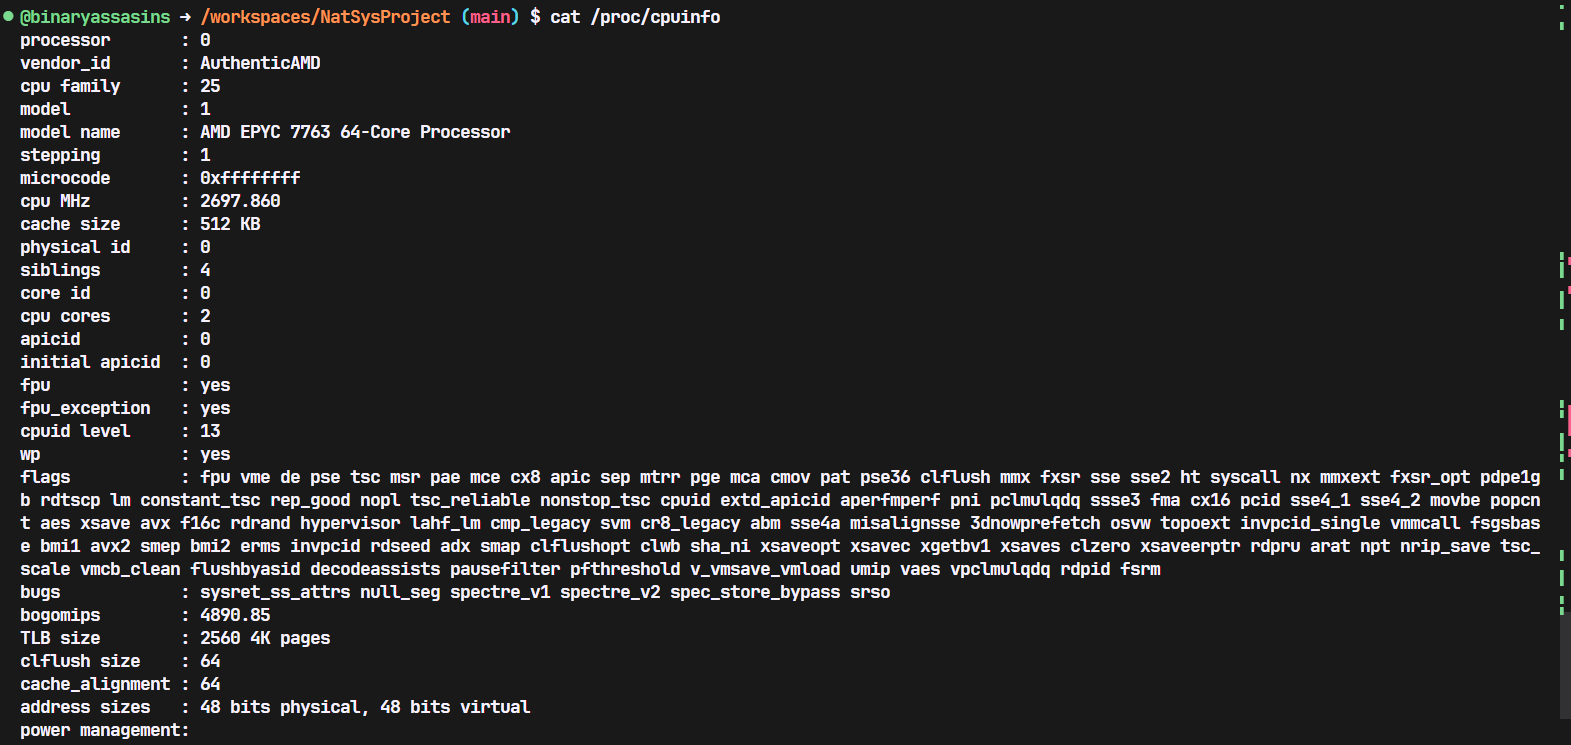 @binaryassasins ➜ /workspaces/NatSysProject (main) $ cat /proc/cpuinfo
processor       : 0
vendor_id       : AuthenticAMD
cpu family      : 25
model           : 1
model name      : AMD EPYC 7763 64-Core Processor
stepping        : 1
microcode       : 0xffffffff
cpu MHz         : 2697.860
cache size      : 512 KB
physical id     : 0
siblings        : 4
core id         : 0
cpu cores       : 2
apicid          : 0
initial apicid  : 0
fpu             : yes
fpu_exception   : yes
cpuid level     : 13
wp              : yes
flags           : fpu vme de pse tsc msr pae mce cx8 apic sep mtrr pge mca cmov pat pse36 clflush mmx fxsr sse sse2 ht syscall nx mmxext fxsr_opt pdpe1g
b rdtscp lm constant_tsc rep_good nopl tsc_reliable nonstop_tsc cpuid extd_apicid aperfmperf pni pclmulqdq ssse3 fma cx16 pcid sse4_1 sse4_2 movbe popcn
t aes xsave avx f16c rdrand hypervisor lahf_lm cmp_legacy svm cr8_legacy abm sse4a misalignsse 3dnowprefetch osvw topoext invpcid_single vmmcall fsgsbas
e bmi1 avx2 smep bmi2 erms invpcid rdseed adx smap clflushopt clwb sha_ni xsaveopt xsavec xgetbv1 xsaves clzero xsaveerptr rdpru arat npt nrip_save tsc_
scale vmcb_clean flushbyasid decodeassists pausefilter pfthreshold v_vmsave_vmload umip vaes vpclmulqdq rdpid fsrm
bugs            : sysret_ss_attrs null_seg spectre_v1 spectre_v2 spec_store_bypass srso
bogomips        : 4890.85
TLB size        : 2560 4K pages
clflush size    : 64
cache_alignment : 64
address sizes   : 48 bits physical, 48 bits virtual
power management: